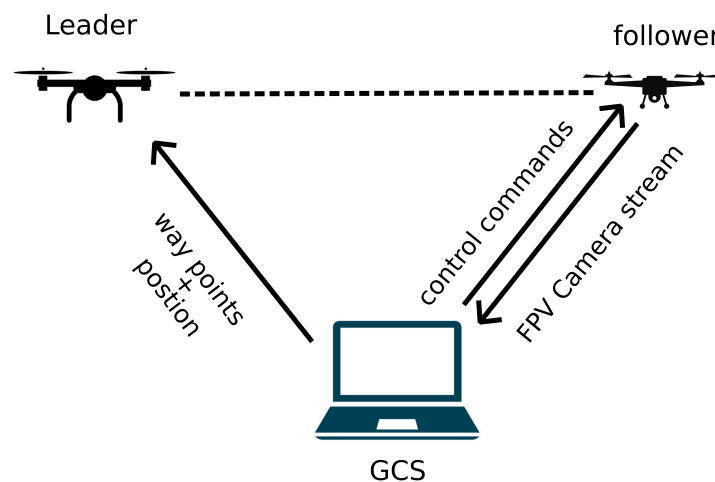 Leader
follower
way points
+
postion
control commands
FPV Camera stream
GCS